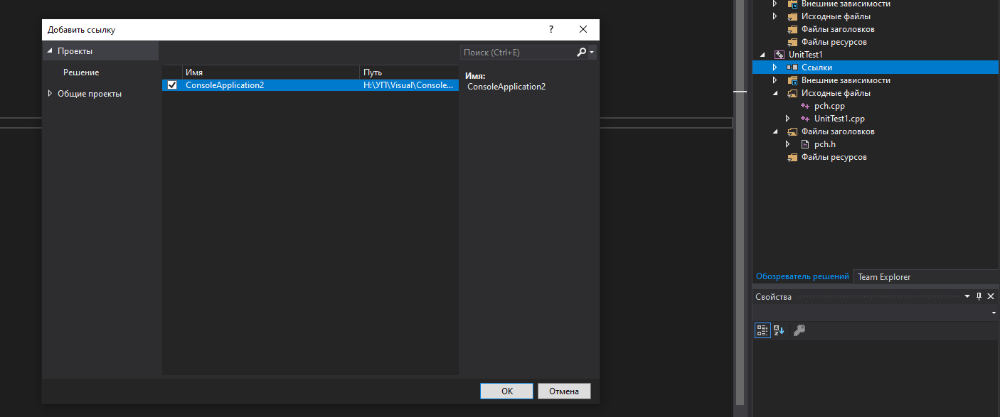 Добавить ссылку
?
Проекты
Решение
Общие проекты
Поиск (Ctrl+E)
Имя Путь
ConsoleApplication2 H:\УП\Visual\Console...
Имя:
ConsoleApplication2
ОК Отмена
Внешние зависимости
Исходные файлы
Файлы заголовков
Файлы ресурсов
UnitTest1
Ссылки
Внешние зависимости
Исходные файлы
pch.cpp
UnitTest1.cpp
Файлы заголовков
pch.h
Файлы ресурсов
Обозреватель решений Team Explorer
Свойства